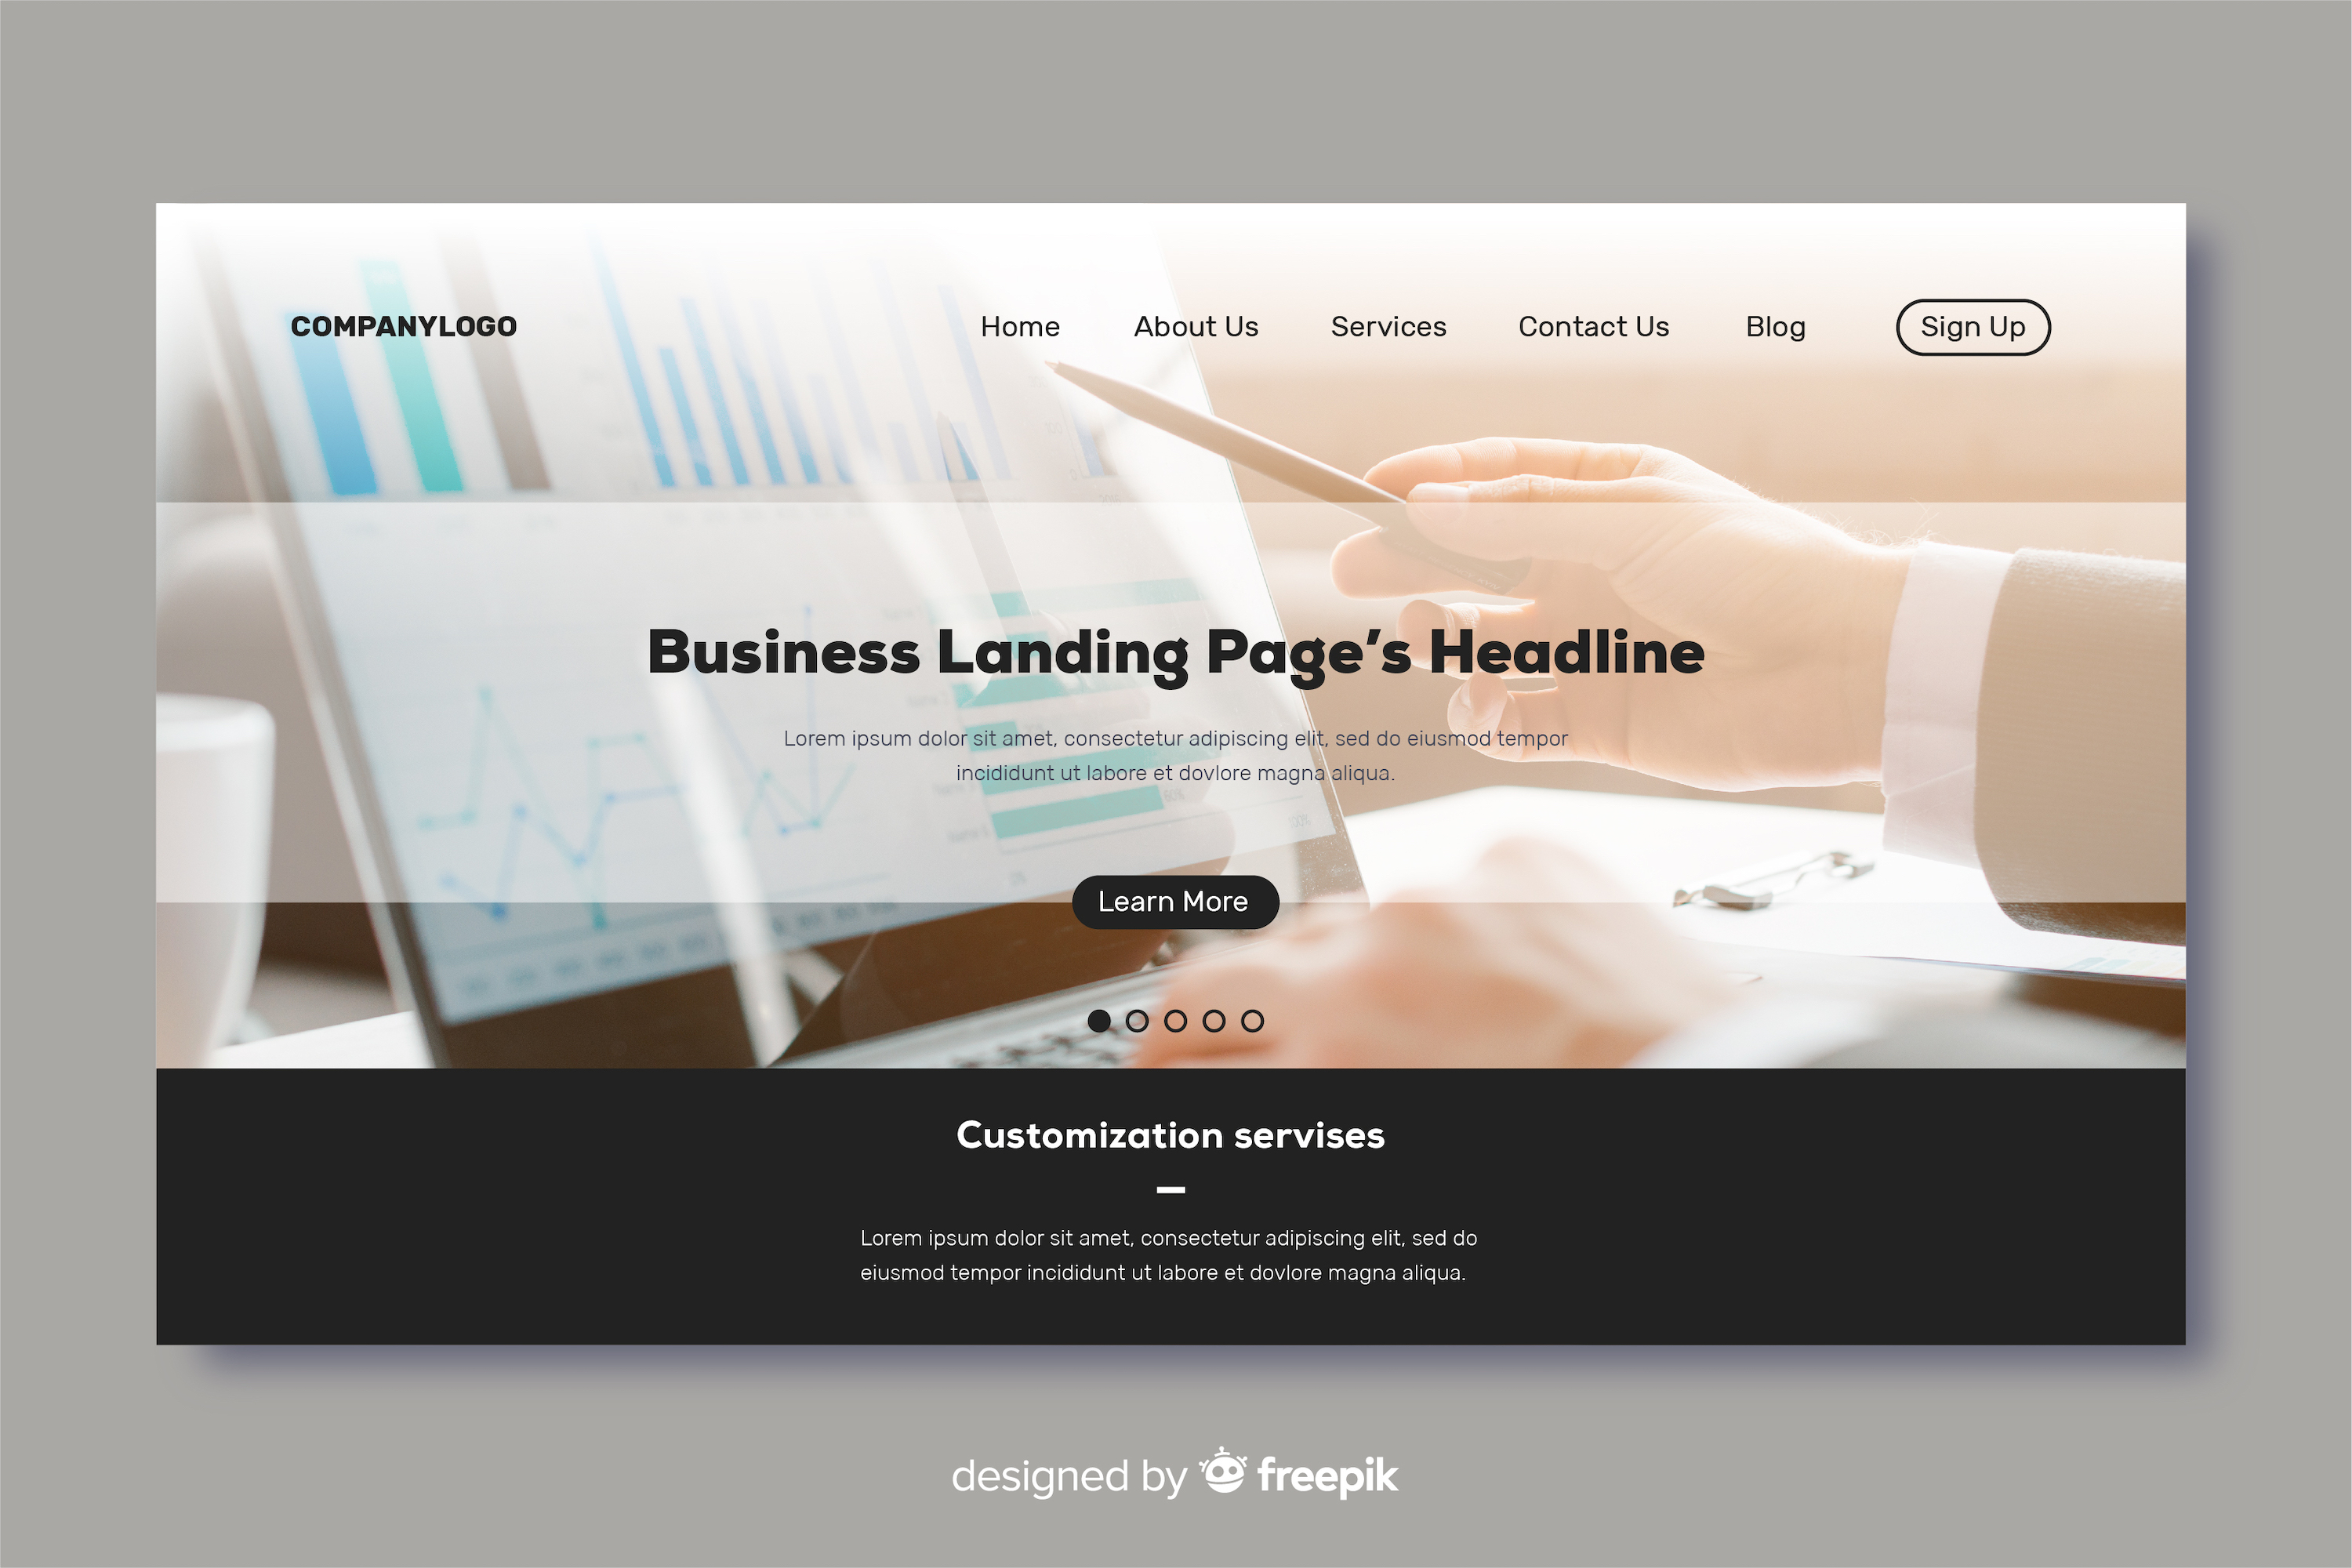 COMPANYLOGO
Home About Us Services Contact Us Blog Sign Up
Business Landing Page’s Headline
Lorem ipsum dolor sit amet, consectetur adipiscing elit, sed do eiusmod tempor
incididunt ut labore et dovlore magna aliqua.
Learn More
Customization servises
Lorem ipsum dolor sit amet, consectetur adipiscing elit, sed do
eiusmod tempor incididunt ut labore et dovlore magna aliqua.
designed by freepik